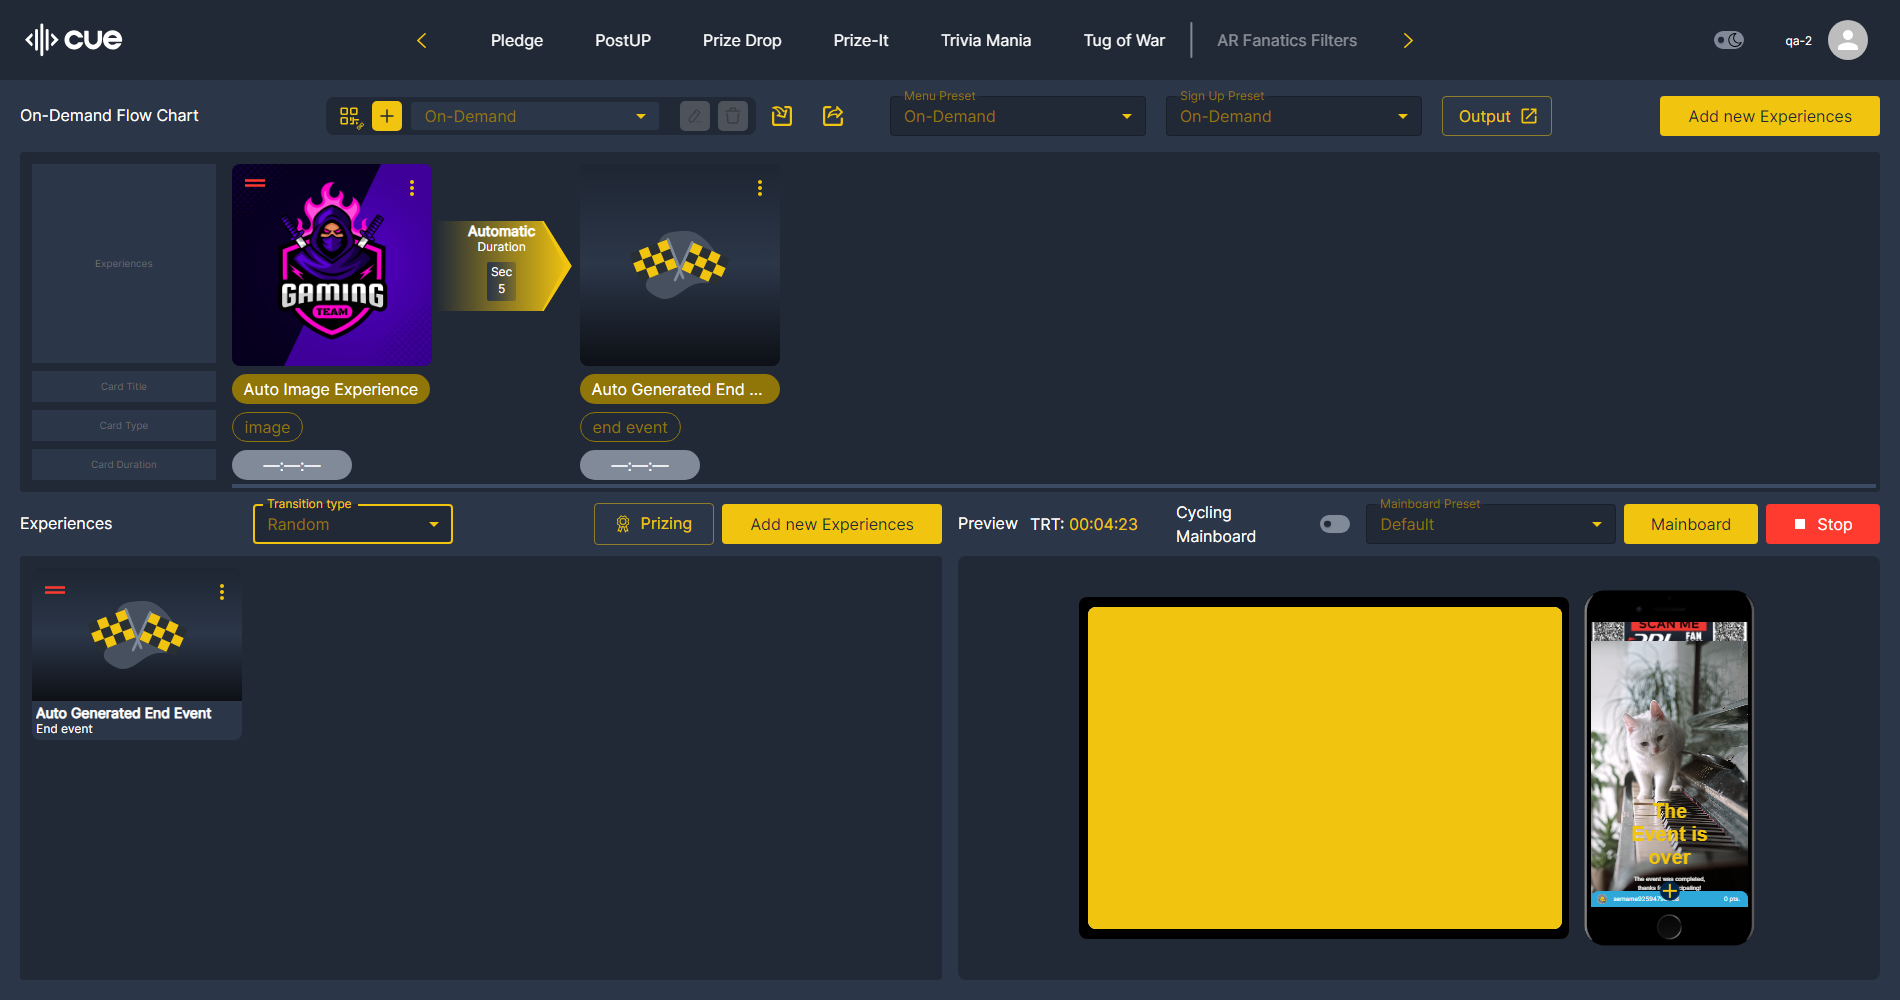 cue
Pledge
PostUP
Prize Drop
Prize-It
Trivia Mania
Tug of War
AR Fanatics Filters
qa-2
On-Demand Flow Chart
On-Demand
Menu Preset
On-Demand
Sign Up Preset
On-Demand
Output
Add new Experiences
Experiences
GAMING
TEAM
Automatic
Duration
Sec
5
Card Title
Auto Image Experience
Auto Generated End ...
Card Type
image
end event
Card Duration
—:—:—
—:—:—
Experiences
Transition type
Random
Prizing
Add new Experiences
Preview
TRT: 00:04:23
Cycling
Mainboard
Mainboard Preset
Default
Mainboard
Stop
Auto Generated End Event
End event
SCAN ME
FAN
The
Event is
over
The event was completed,
0 pts.